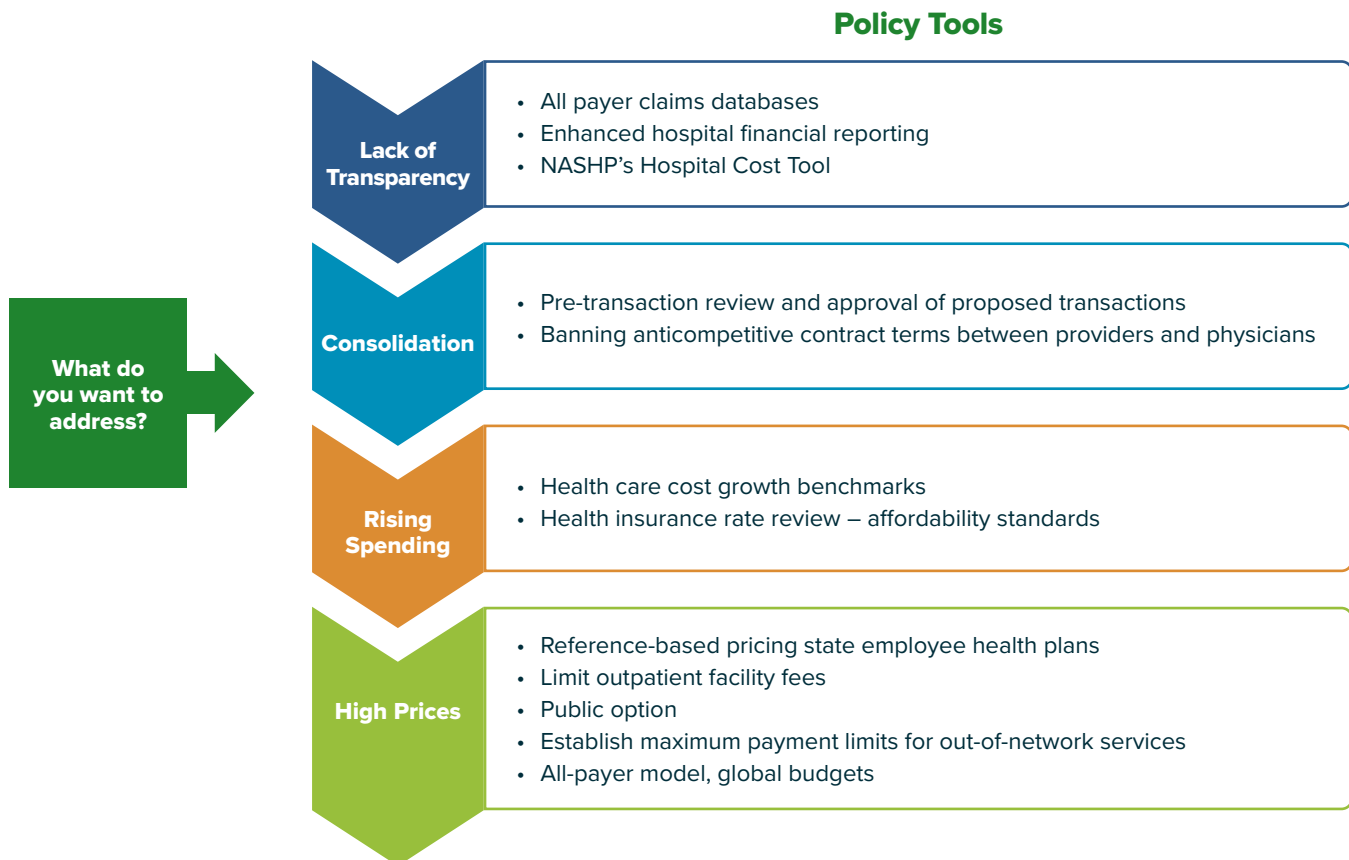 Policy Tools
What do
you want to
address?
Lack of
Transparency
• All payer claims databases
• Enhanced hospital financial reporting
• NASHP’s Hospital Cost Tool
Consolidation
• Pre-transaction review and approval of proposed transactions
• Banning anticompetitive contract terms between providers and physicians
Rising
Spending
• Health care cost growth benchmarks
• Health insurance rate review – affordability standards
High Prices
• Reference-based pricing state employee health plans
• Limit outpatient facility fees
• Public option
• Establish maximum payment limits for out-of-network services
• All-payer model, global budgets